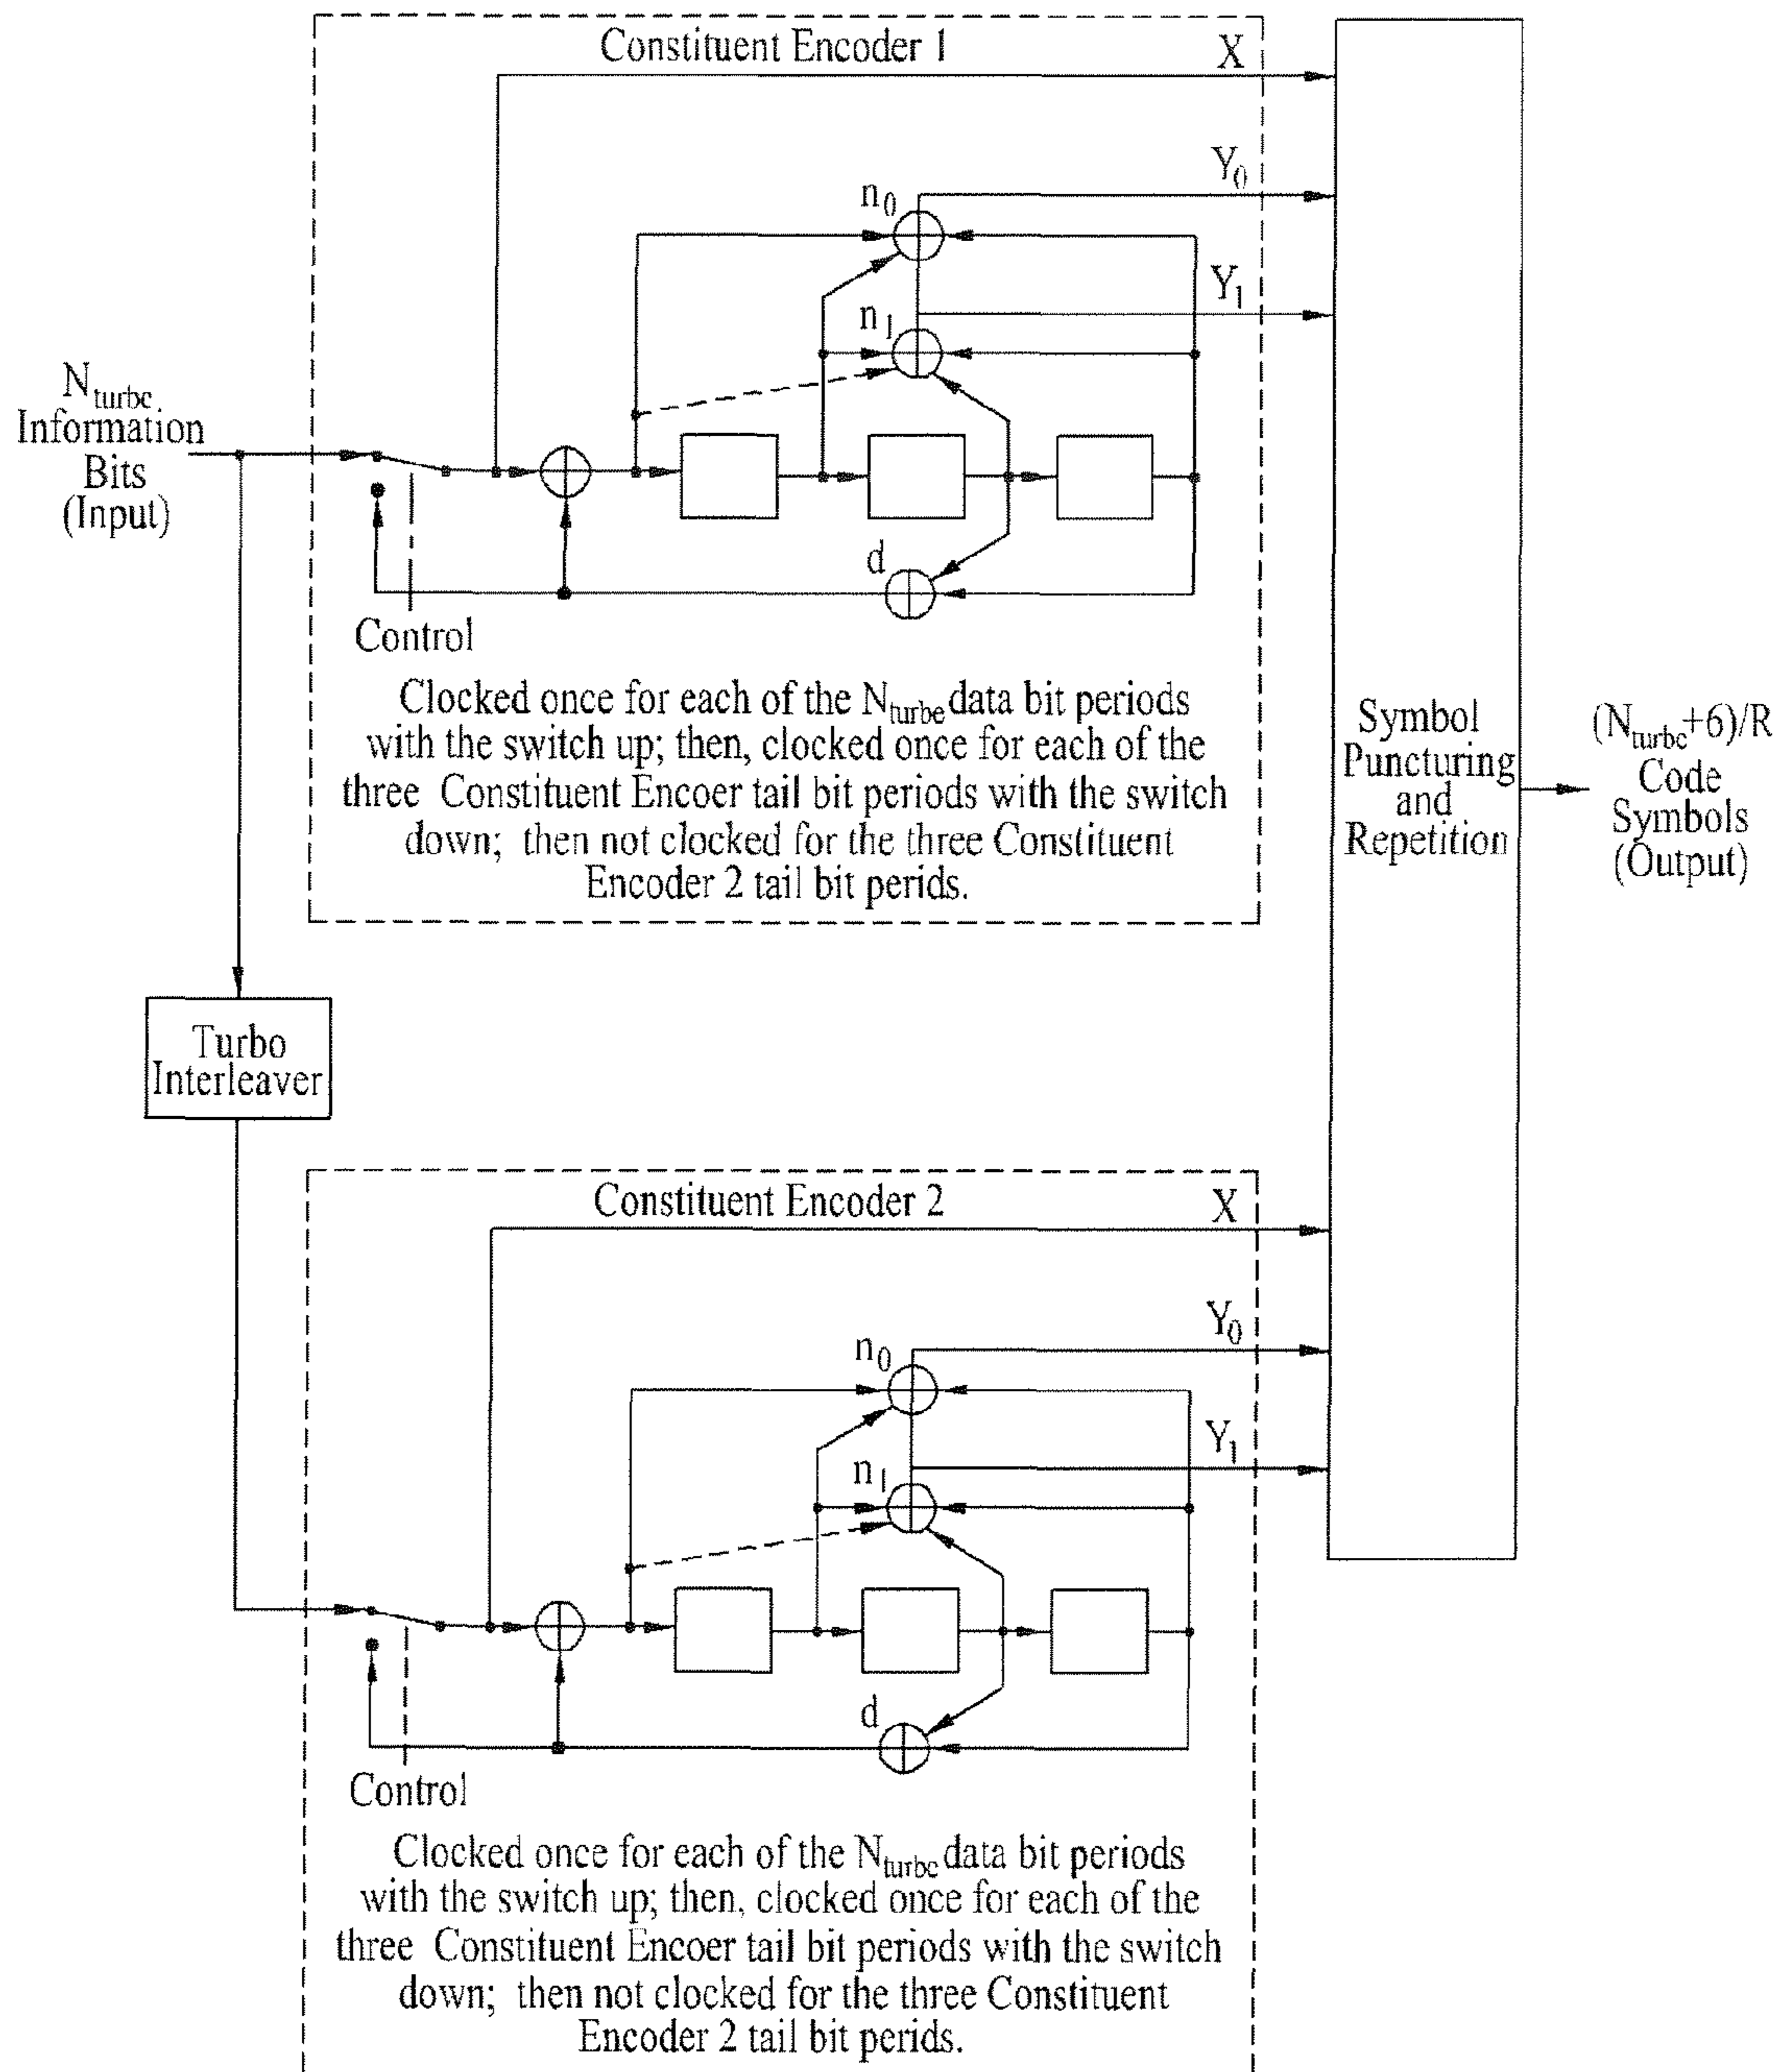 Constituent Encoder 1
X
Y0
n0
Y1
n1
Nturbc
Information
Bits
(Input)
d
Control
Clocked once for each of the Nturbe data bit periods
with the switch up; then, clocked once for each of the
three Constituent Encoer tail bit periods with the switch
down; then not clocked for the three Constituent
Encoder 2 tail bit perids.
Symbol
Puncturing
and
Repetition
(Nturbc+6)/R
Code
Symbols
(Output)
Turbo
Interleaver
Constituent Encoder 2
X
Y0
n0
Y1
n1
d
Control
Clocked once for each of the Nturbc data bit periods
with the switch up; then, clocked once for each of the
three Constituent Encoer tail bit periods with the switch
down; then not clocked for the three Constituent
Encoder 2 tail bit perids.